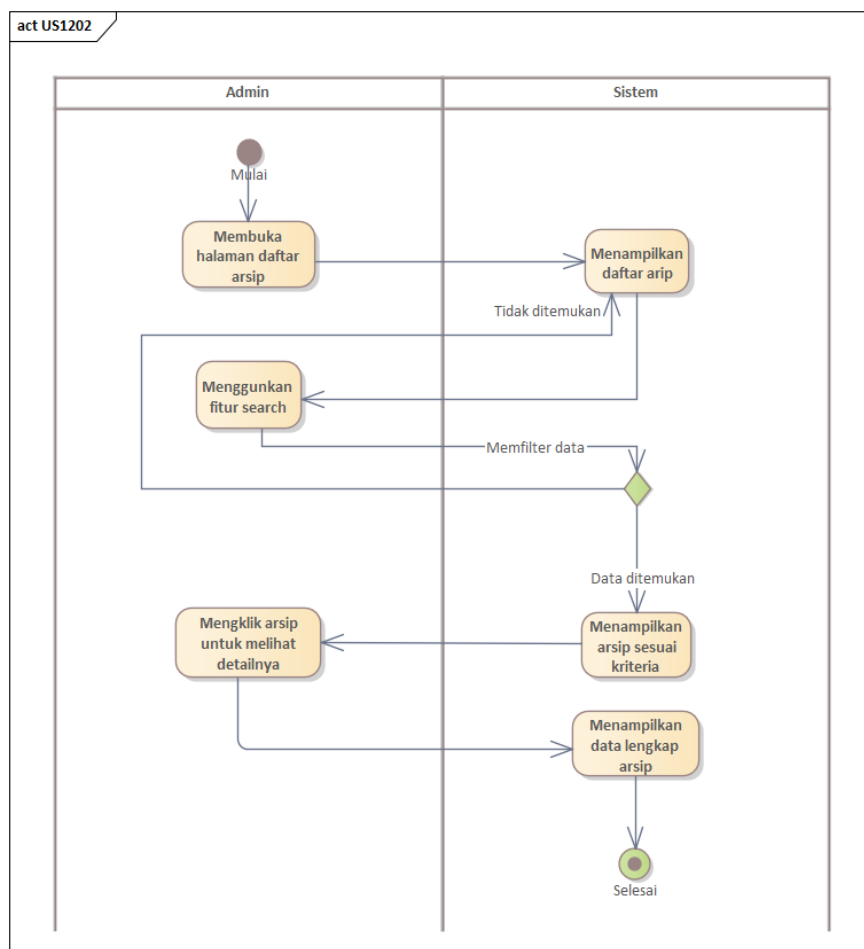 act US1202
Admin
Sistem
Mulai
Membuka
halaman daftar
arsip
Menampilkan
daftar arip
Tidak ditemukan
Menggunkan
fitur search
Memfilter data
Data ditemukan
Mengklik arsip
untuk melihat
detailnya
Menampilkan
arsip sesuai
kriteria
Menampilkan
data lengkap
arsip
Selesai